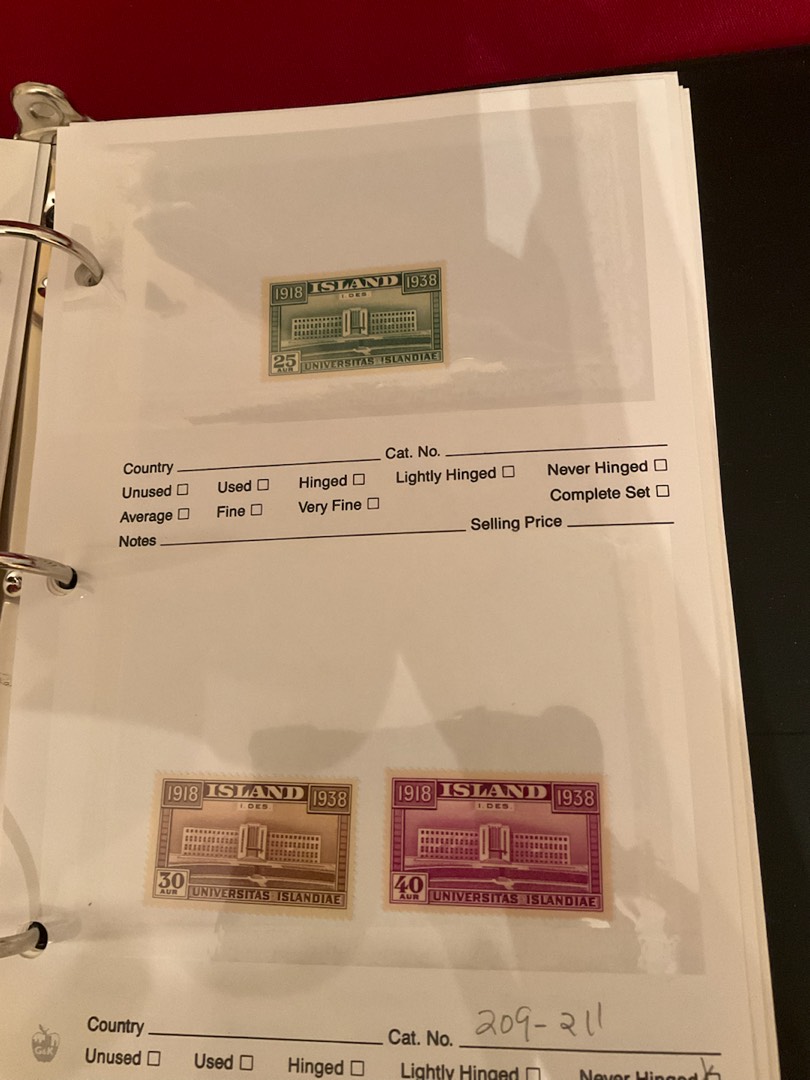 1918 ISLAND 1938
1. DES
25
AUR UNIVERSITAS ISLANDIAE
Country Cat. No.
Unused Used Hinged Lightly Hinged Never Hinged
Average Fine Very Fine Complete Set
Notes Selling Price
1918 ISLAND 1938
1. DES
30
AUR UNIVERSITAS ISLANDIAE
1918 ISLAND 1938
1. DES
40
AUR UNIVERSITAS ISLANDIAE
Country Cat. No. 209-211
G&K
Unused Used Hinged Lightly Hinged Never Hinged